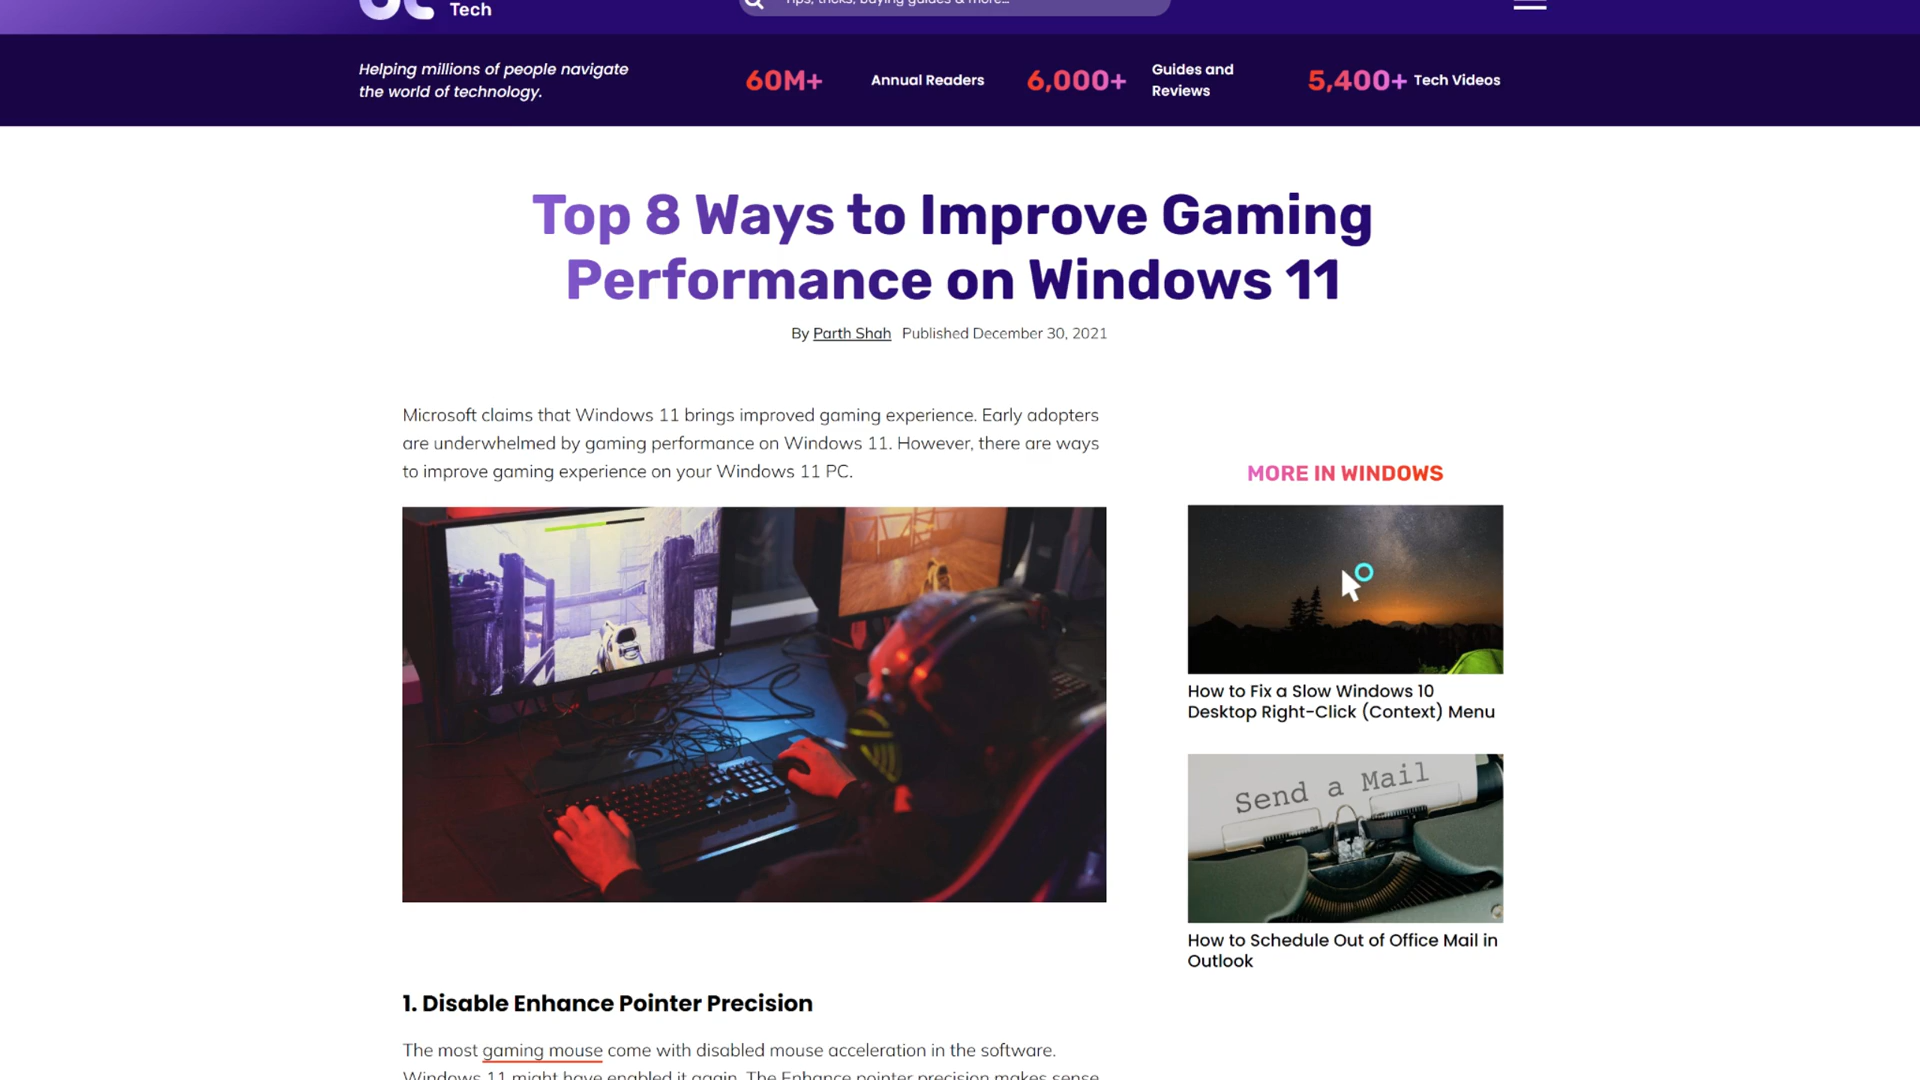 Tech
Tips, tricks, buying guides & more...
Helping millions of people navigate
the world of technology.
60M+
Annual Readers
6,000+
Guides and
Reviews
5,400+
Tech Videos
Top 8 Ways to Improve Gaming
Performance on Windows 11
By Parth Shah Published December 30, 2021
Microsoft claims that Windows 11 brings improved gaming experience. Early adopters
are underwhelmed by gaming performance on Windows 11. However, there are ways
to improve gaming experience on your Windows 11 PC.
MORE IN WINDOWS
How to Fix a Slow Windows 10
Desktop Right-Click (Context) Menu
Send a Mail
How to Schedule Out of Office Mail in
Outlook
1. Disable Enhance Pointer Precision
The most gaming mouse come with disabled mouse acceleration in the software.
Windows 11 might have enabled it again. The Enhance pointer precision makes sense